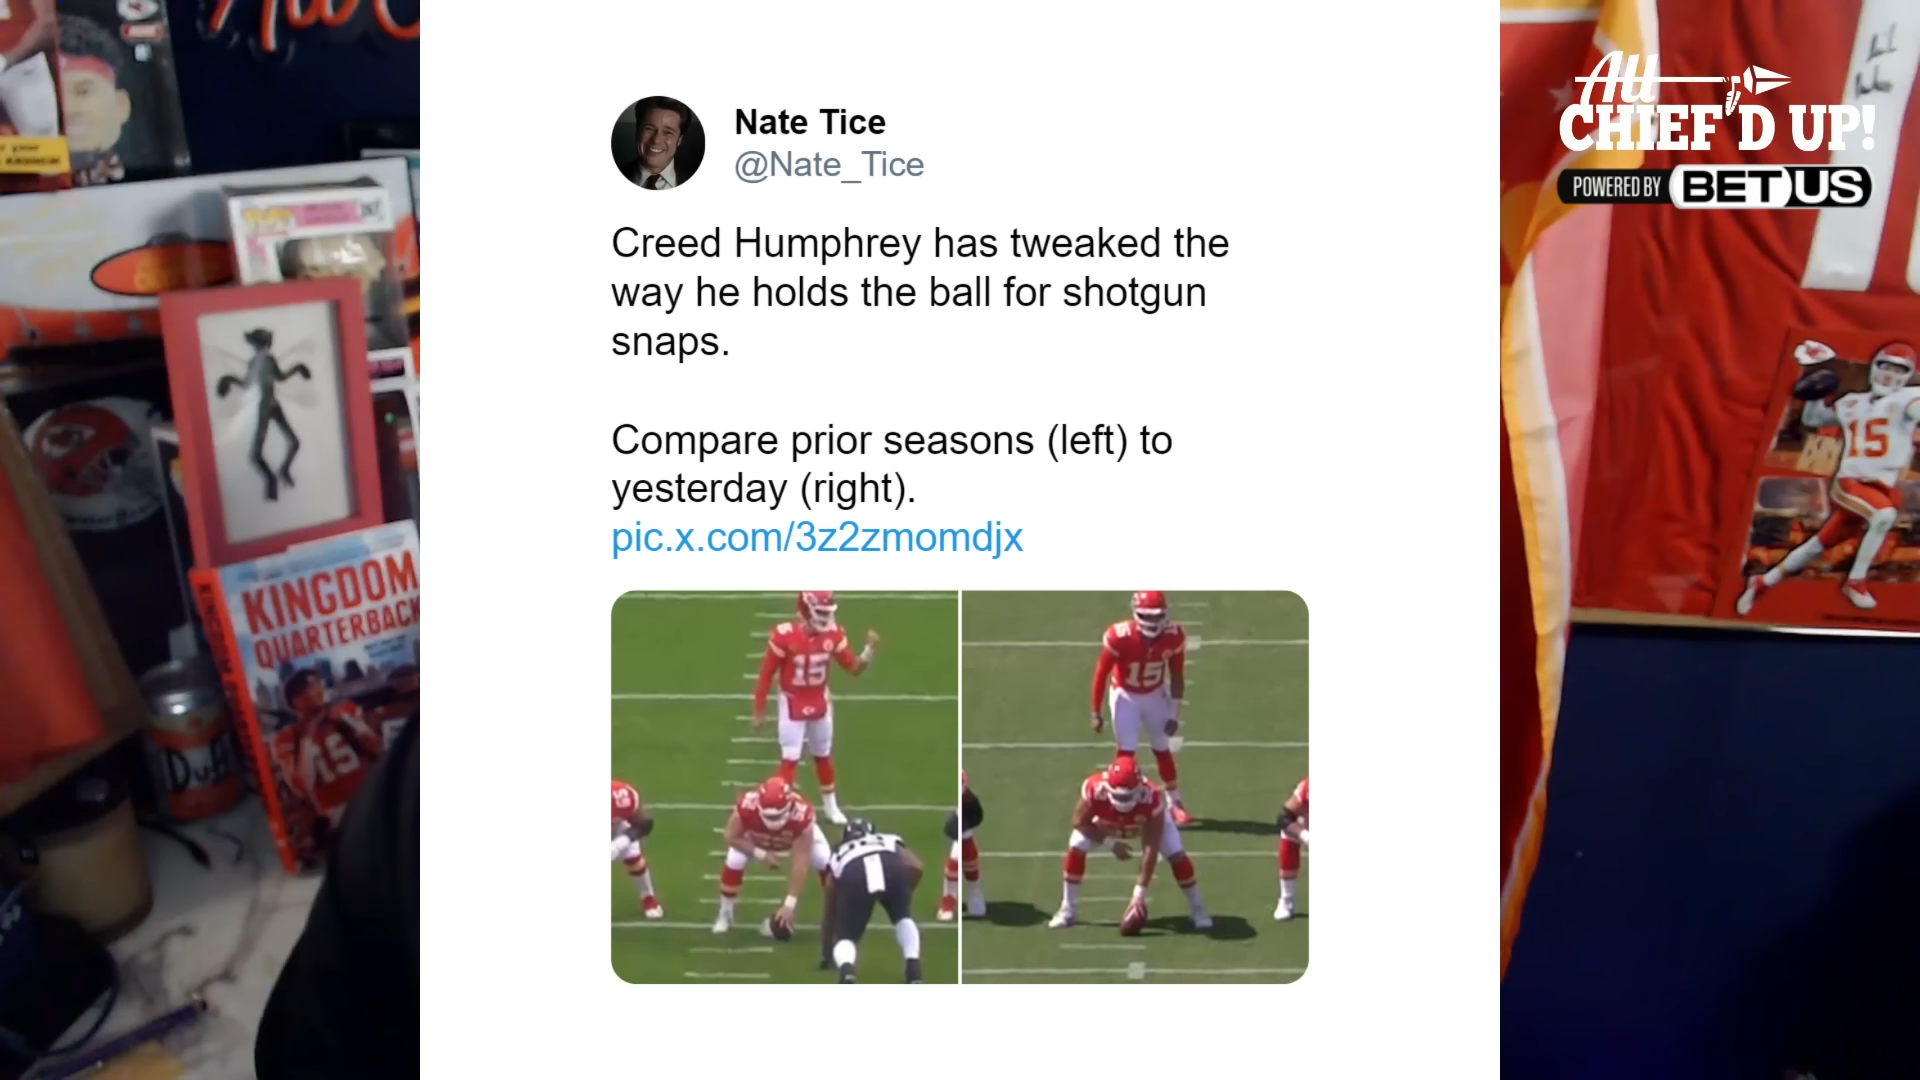 Nate Tice
@Nate_Tice
Creed Humphrey has tweaked the
way he holds the ball for shotgun
snaps.
Compare prior seasons (left) to
yesterday (right).
pic.x.com/3z2zmomdjx
15
15
All
CHIEF'D UP!
POWERED BY BETUS
KINGDOM
QUARTERBACK
15
Duff
15